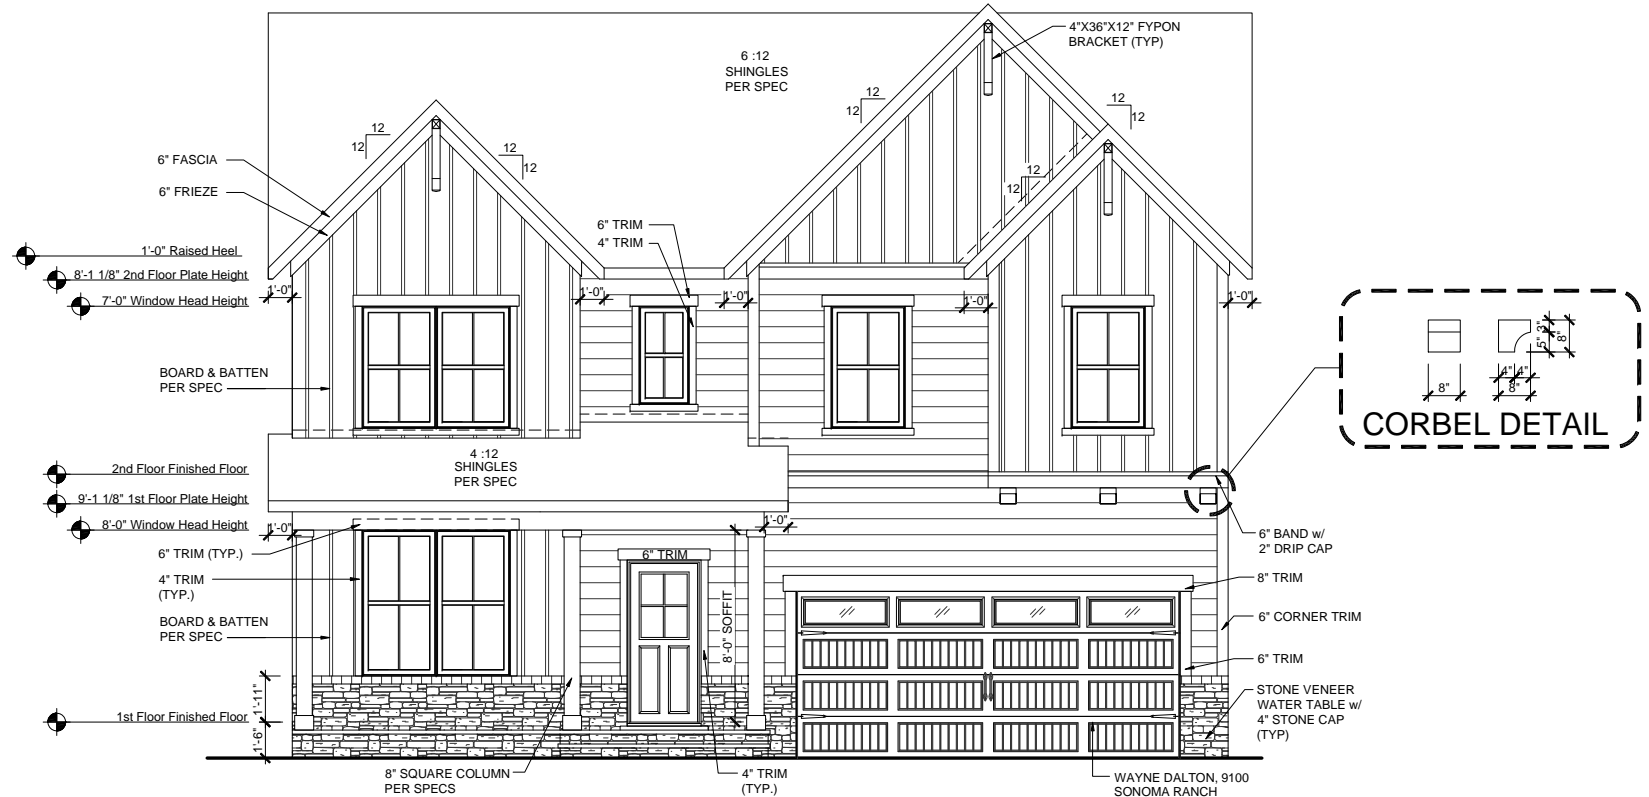 4"X36"X12" FYPON
BRACKET (TYP)
6 :12
SHINGLES
PER SPEC
12
12
12
12
12
12
12
12
12
12
6" FASCIA
6" FRIEZE
6" TRIM
4" TRIM
1'-0" Raised Heel
8'-1 1/8" 2nd Floor Plate Height
7'-0" Window Head Height
1'-0"
1'-0"
1'-0"
1'-0"
1'-0"
BOARD & BATTEN
PER SPEC
3"
5"
8"
4"
4"
8"
8"
CORBEL DETAIL
4 :12
SHINGLES
PER SPEC
2nd Floor Finished Floor
9'-1 1/8" 1st Floor Plate Height
8'-0" Window Head Height
1'-0"
1'-0"
6" BAND w/
2" DRIP CAP
6" TRIM (TYP.)
6" TRIM
4" TRIM
(TYP.)
8" TRIM
8'-0" SOFFIT
BOARD & BATTEN
PER SPEC
6" CORNER TRIM
6" TRIM
1'-11"
STONE VENEER
WATER TABLE w/
4" STONE CAP
(TYP)
1st Floor Finished Floor
1'-6"
8" SQUARE COLUMN
PER SPECS
4" TRIM
(TYP.)
WAYNE DALTON, 9100
SONOMA RANCH